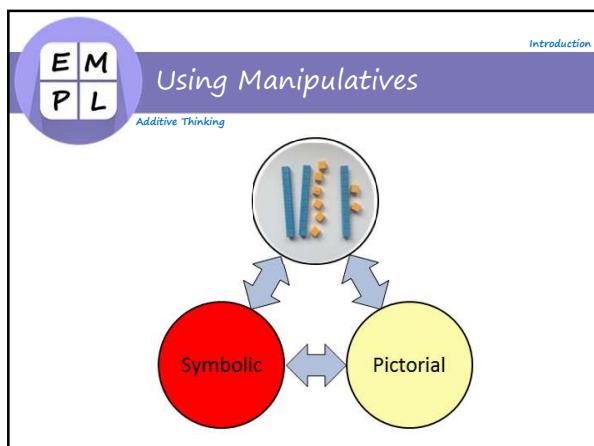 Introduction
E M
P L
Using Manipulatives
Additive Thinking
Symbolic
Pictorial